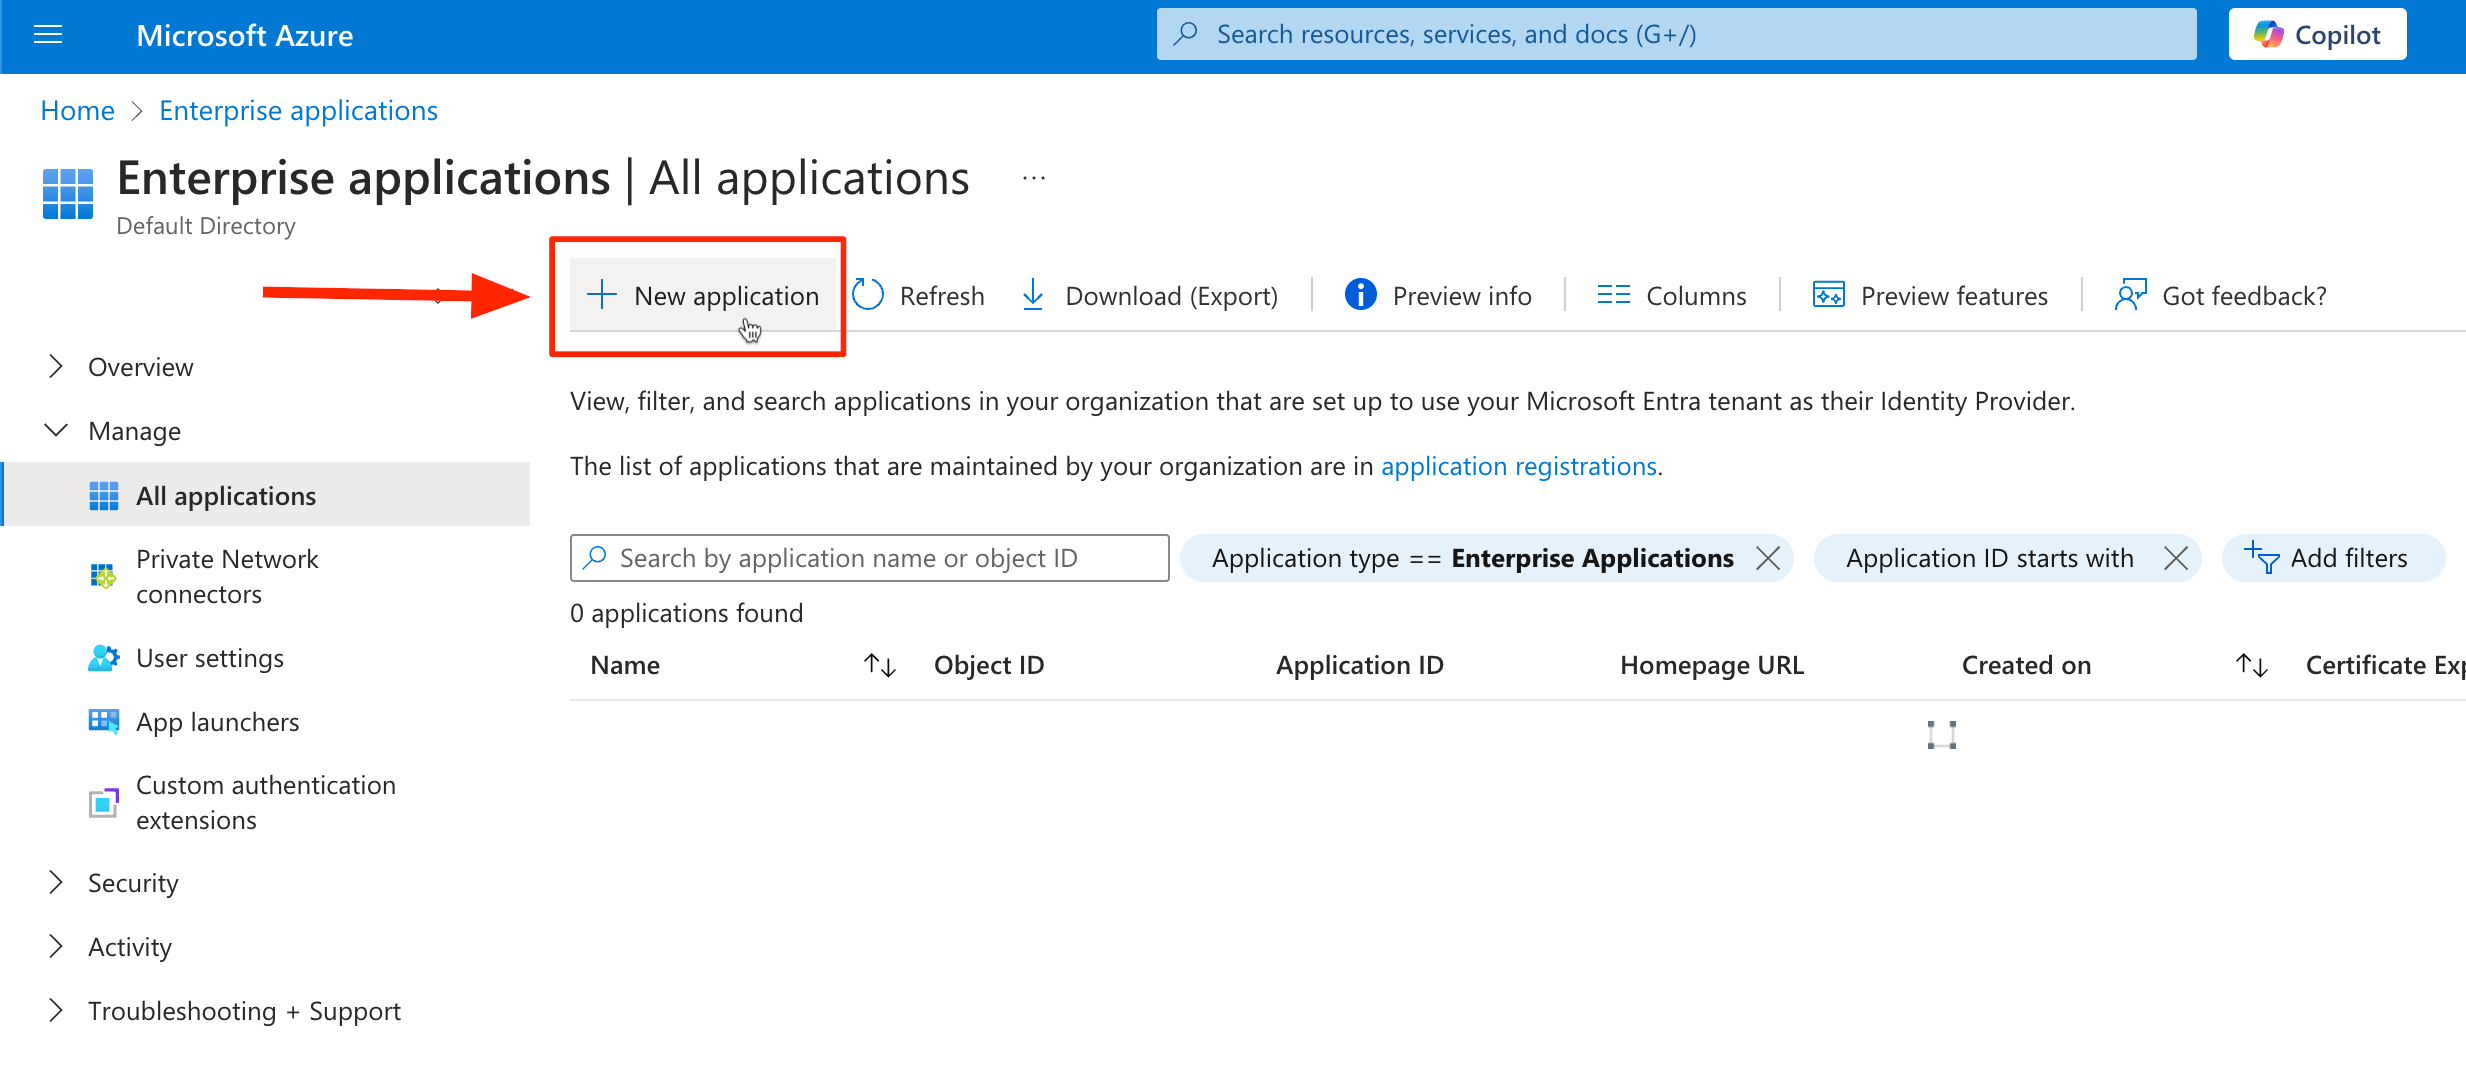 Microsoft Azure
Search resources, services, and docs (G+/)
Copilot
Home > Enterprise applications
Enterprise applications | All applications ...
Default Directory
New application
Refresh
Download (Export)
Preview info
Columns
Preview features
Got feedback?
Overview
Manage
All applications
Private Network
connectors
User settings
App launchers
Custom authentication
extensions
Security
Activity
Troubleshooting + Support
View, filter, and search applications in your organization that are set up to use your Microsoft Entra tenant as their Identity Provider.
The list of applications that are maintained by your organization are in application registrations.
Search by application name or object ID
Application type == Enterprise Applications
Application ID starts with
Add filters
0 applications found
Name
Object ID
Application ID
Homepage URL
Created on
Certificate Exp